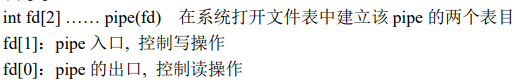 int fd[2] …… pipe(fd) 在系统打开文件表中建立该 pipe 的两个表目
fd[1]：pipe 入口, 控制写操作
fd[0]：pipe 的出口, 控制读操作